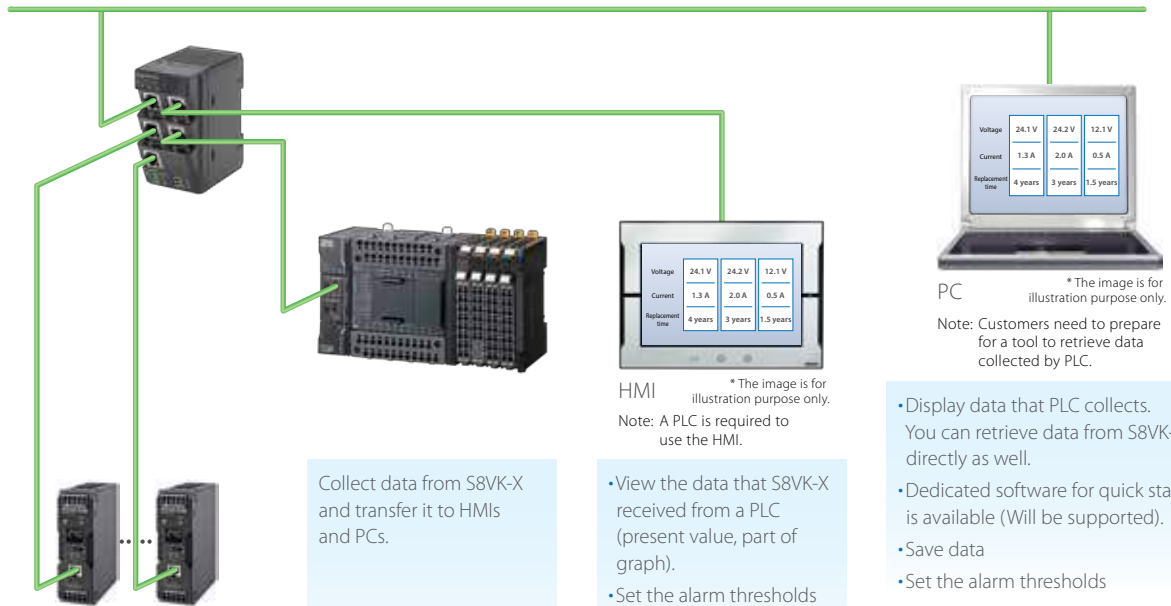 Voltage 24.1 V 24.2 V 12.1 V
Current 1.3 A 2.0 A 0.5 A
Replacement
time 4 years 3 years 1.5 years
PC
* The image is for
illustration purpose only.
Note: Customers need to prepare
for a tool to retrieve data
collected by PLC.
Voltage 24.1 V 24.2 V 12.1 V
Current 1.3 A 2.0 A 0.5 A
Replacement
time 4 years 3 years 1.5 years
HMI
* The image is for
illustration purpose only.
Note: A PLC is required to
use the HMI.
Collect data from S8VK-X
and transfer it to HMIs
and PCs.
•View the data that S8VK-X
received from a PLC
(present value, part of
graph).
•Set the alarm thresholds
•Display data that PLC collects.
You can retrieve data from S8VK-
directly as well.
•Dedicated software for quick sta
is available (Will be supported).
•Save data
•Set the alarm thresholds